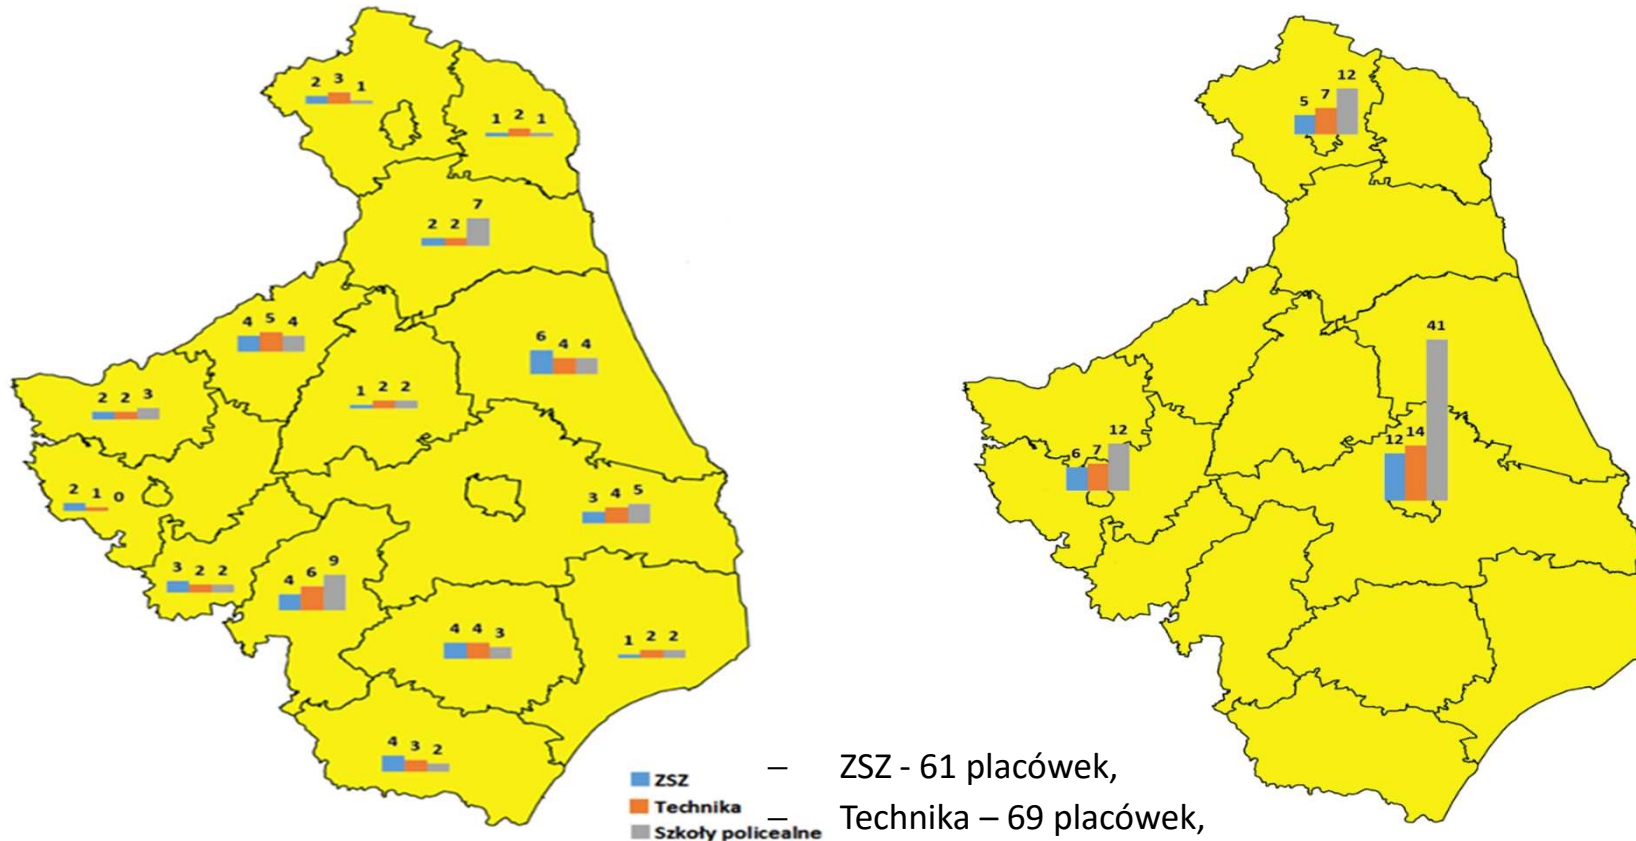 2 3 1
1 2 1
2 2 7
4 5 4
6 4 4
2 2 3
1 2 2
2 1 0
3 4 5
3 2 2
4 6 9
4 4 3
1 2 2
4 3 2
5 7 12
41
12 14
6 7 12
ZSZ
Technika
Szkoły policealne
– ZSZ - 61 placówek,
– Technika – 69 placówek,